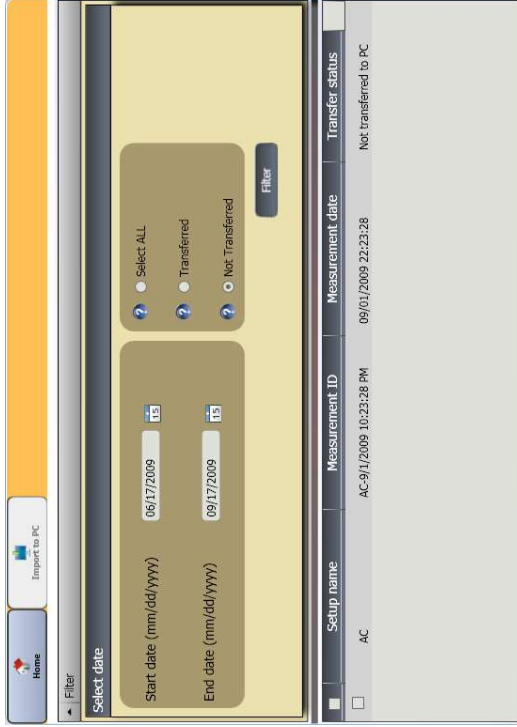 Home
Import to PC
Filter
Select date
Start date (mm/dd/yyyy) 06/17/2009 15
End date (mm/dd/yyyy) 09/17/2009 15
? Select ALL
? Transferred
? Not Transferred
Filter
Setup name Measurement ID Measurement date Transfer status
AC AC-9/1/2009 10:23:28 PM 09/01/2009 22:23:28 Not transferred to PC